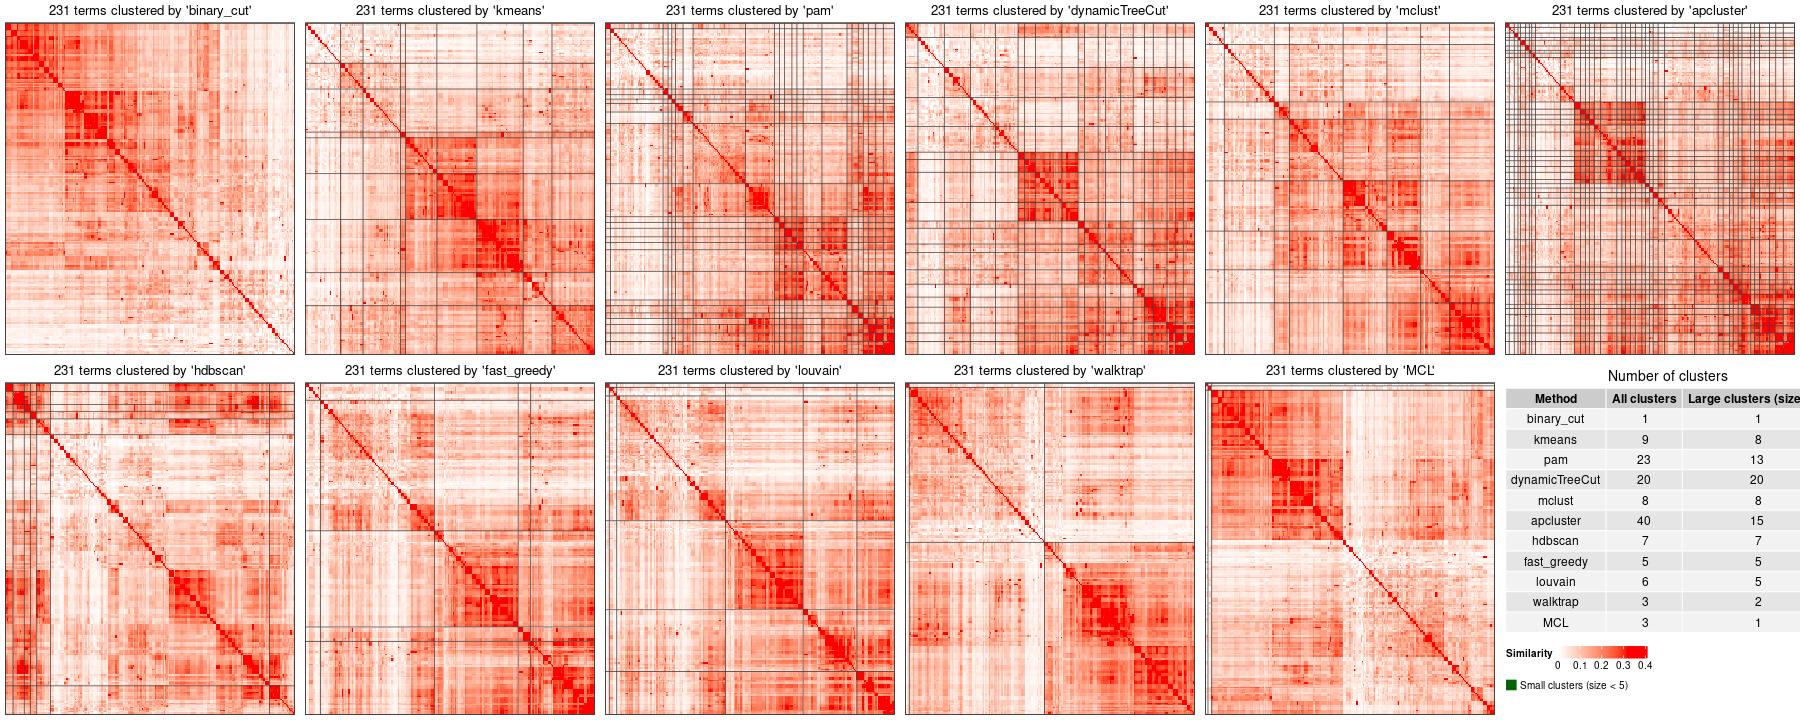 231 terms clustered by 'binary_cut'
231 terms clustered by 'kmeans'
231 terms clustered by 'pam'
231 terms clustered by 'dynamicTreeCut'
231 terms clustered by 'mclust'
231 terms clustered by 'apcluster'
231 terms clustered by 'hdbscan'
231 terms clustered by 'fast_greedy'
231 terms clustered by 'louvain'
231 terms clustered by 'walktrap'
231 terms clustered by 'MCL'
Number of clusters
Method All clusters Large clusters (size
binary_cut 1 1
kmeans 9 8
pam 23 13
dynamicTreeCut 20 20
mclust 8 8
apcluster 40 15
hdbscan 7 7
fast_greedy 5 5
louvain 6 5
walktrap 3 2
MCL 3 1
Similarity
0 0.1 0.2 0.3 0.4
Small clusters (size < 5)